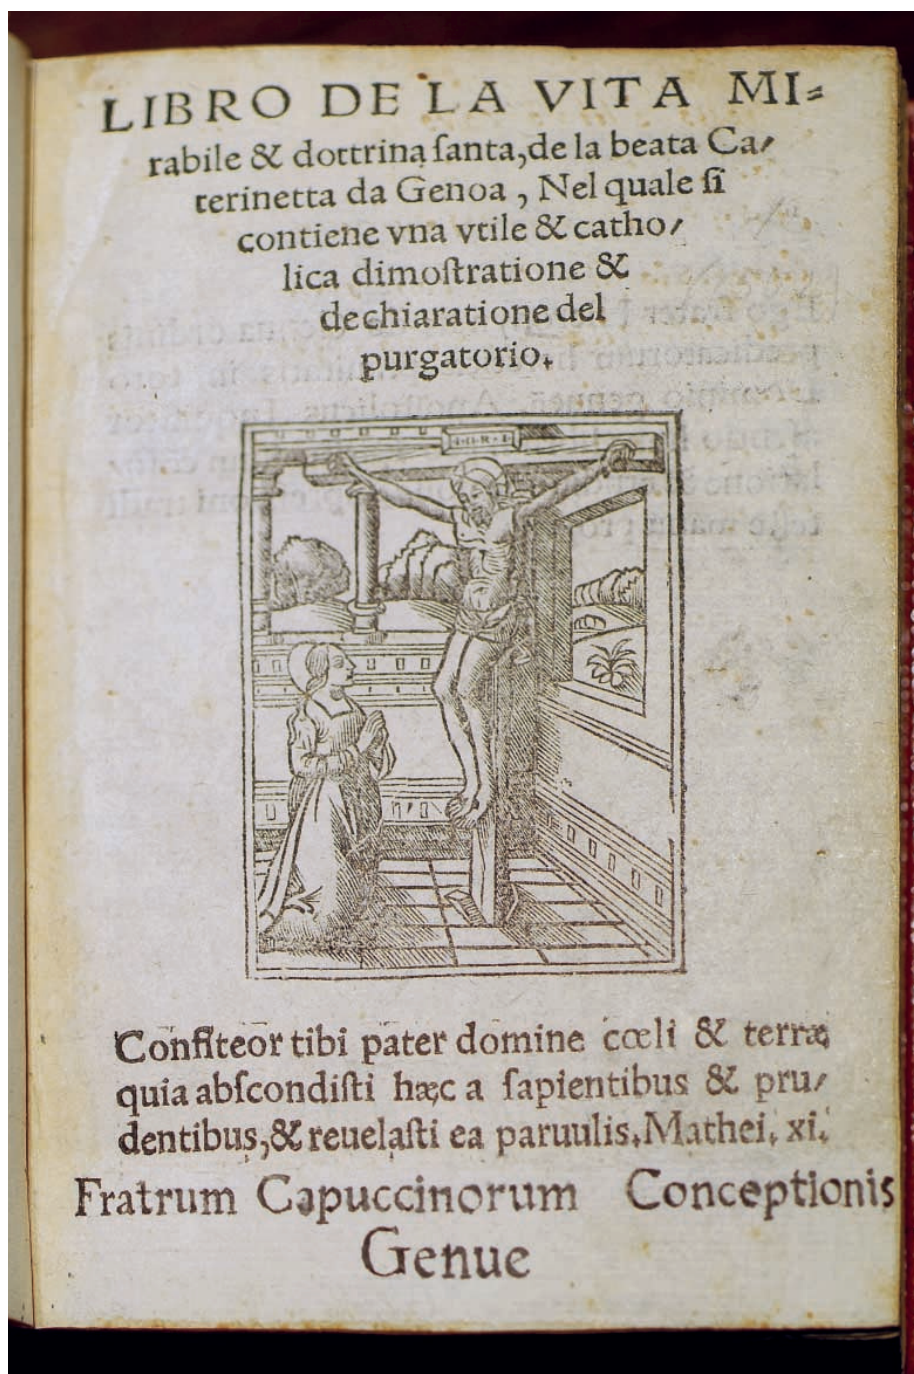 LIBRO DE LA VITA MI=
rabile & dottrina ſanta, de la beata Ca/
terinetta da Genoa , Nel quale ſi
contiene vna vtile & catho/
lica dimoſtratione &
dechiaratione del
purgatorio.
I·N·R·I
Confiteor tibi pater domine cœli & terræ
quia abſcondiſti hæc a ſapientibus & pru/
dentibus, & reuelaſti ea paruulis. Mathei. xi.
Fratrum Capuccinorum Conceptionis
Genue